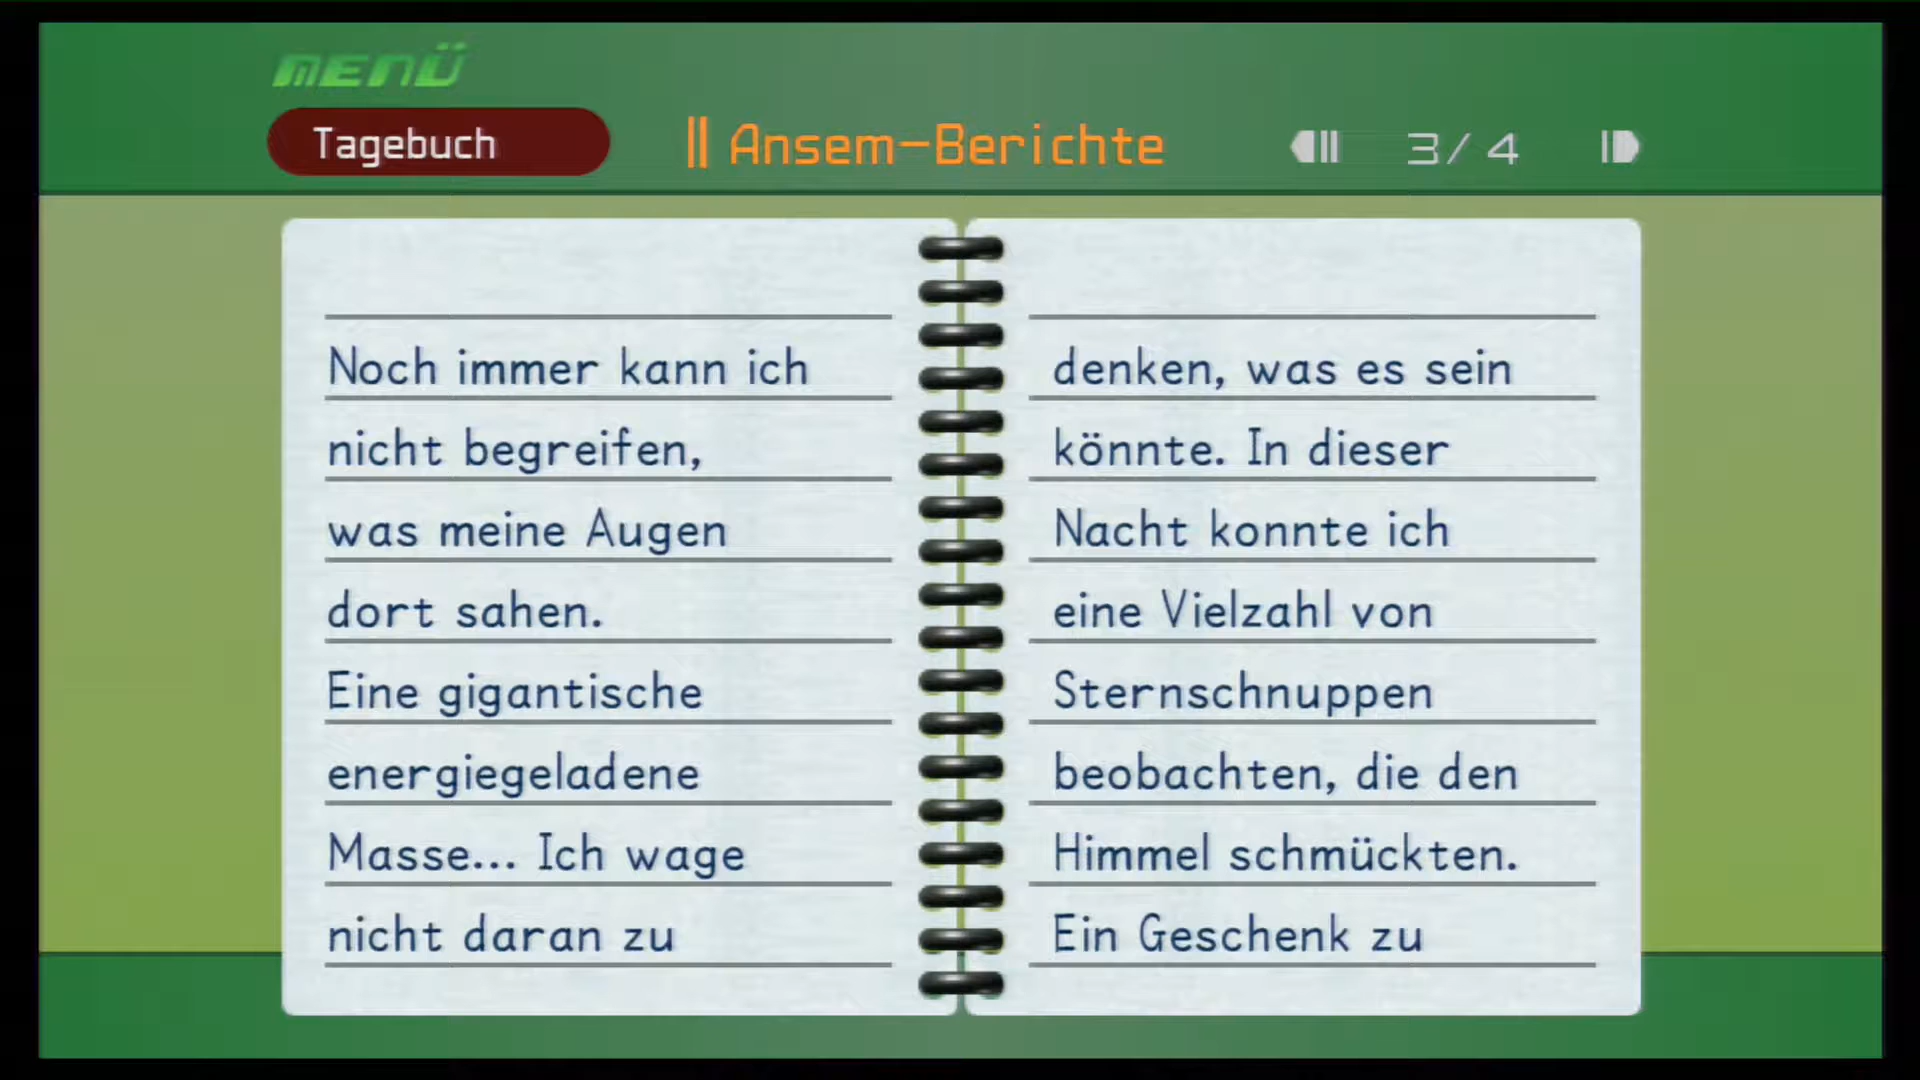 MENÜ
Tagebuch
Ansem-Berichte
3/4
Noch immer kann ich
nicht begreifen,
was meine Augen
dort sahen.
Eine gigantische
energiegeladene
Masse... Ich wage
nicht daran zu
denken, was es sein
könnte. In dieser
Nacht konnte ich
eine Vielzahl von
Sternschnuppen
beobachten, die den
Himmel schmückten.
Ein Geschenk zu